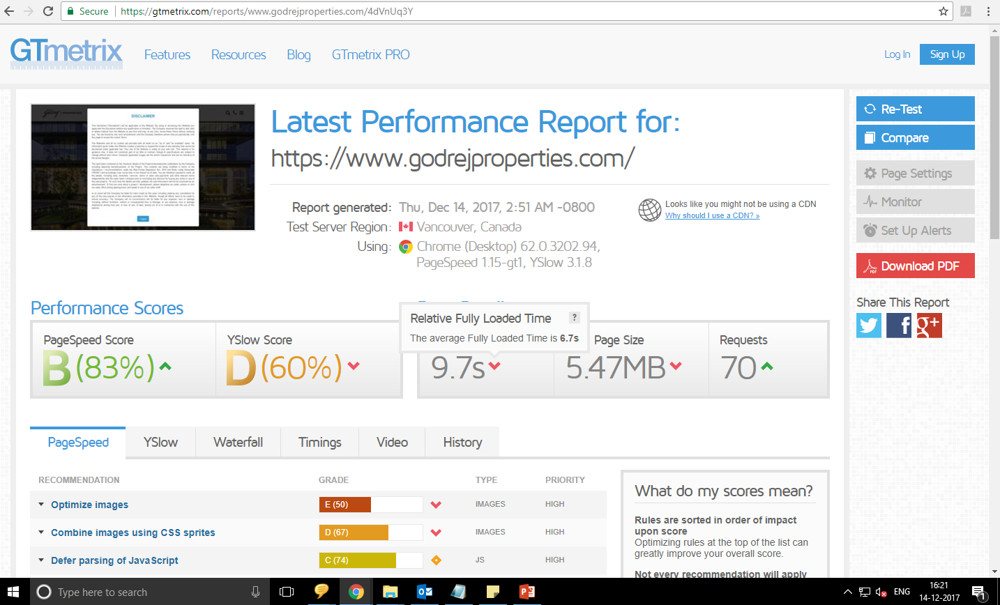 Secure
https://gtmetrix.com/reports/www.godrejproperties.com/4dVnUq3Y
GTmetrix
Features
Resources
Blog
GTmetrix PRO
Log In
Sign Up
DISCLAIMER
Latest Performance Report for:
https://www.godrejproperties.com/
Report generated: Thu, Dec 14, 2017, 2:51 AM -0800
Test Server Region: Vancouver, Canada
Using: Chrome (Desktop) 62.0.3202.94,
PageSpeed 1.15-gt1, YSlow 3.1.8
Looks like you might not be using a CDN
Why should I use a CDN? »
Re-Test
Compare
Page Settings
Monitor
Set Up Alerts
PDF
Download PDF
Share This Report
Performance Scores
PageSpeed Score
B (83%)
YSlow Score
D (60%)
Relative Fully Loaded Time ?
The average Fully Loaded Time is 6.7s
9.7s
Page Size
5.47MB
Requests
70
PageSpeed
YSlow
Waterfall
Timings
Video
History
RECOMMENDATION GRADE TYPE PRIORITY
Optimize images E (50) IMAGES HIGH
Combine images using CSS sprites D (67) IMAGES HIGH
Defer parsing of JavaScript C (74) JS HIGH
What do my scores mean?
Rules are sorted in order of impact
upon score
Optimizing rules at the top of the list can
greatly improve your overall score.
Not every recommendation will apply
Type here to search
ENG
16:21
14-12-2017
1